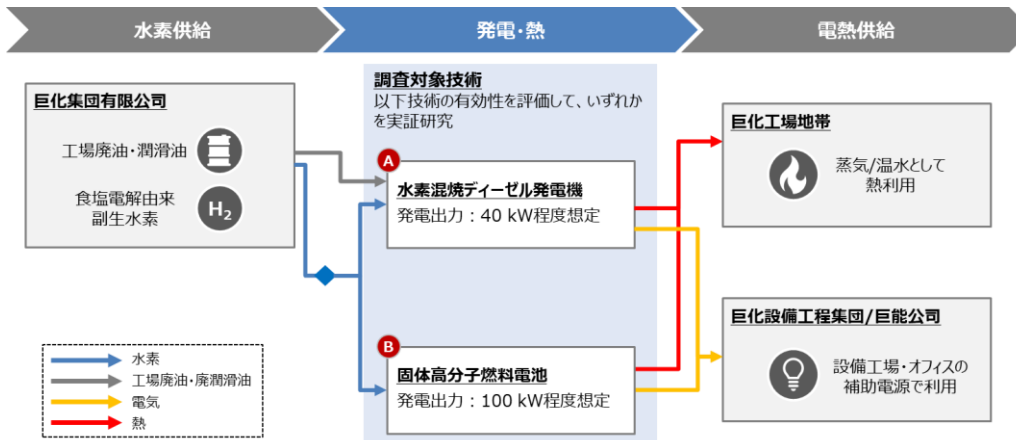 水素供給
発電・熱
電熱供給
巨化集団有限公司
工場廃油・潤滑油
食塩電解由来
副生水素
H₂
調査対象技術
以下技術の有効性を評価して、いずれか
を実証研究
A
水素混焼ディーゼル発電機
発電出力：40 kW程度想定
B
固体高分子燃料電池
発電出力：100 kW程度想定
巨化工場地帯
蒸気/温水として
熱利用
巨化設備工程集団/巨能公司
設備工場・オフィスの
補助電源で利用
水素
工場廃油・廃潤滑油
電気
熱